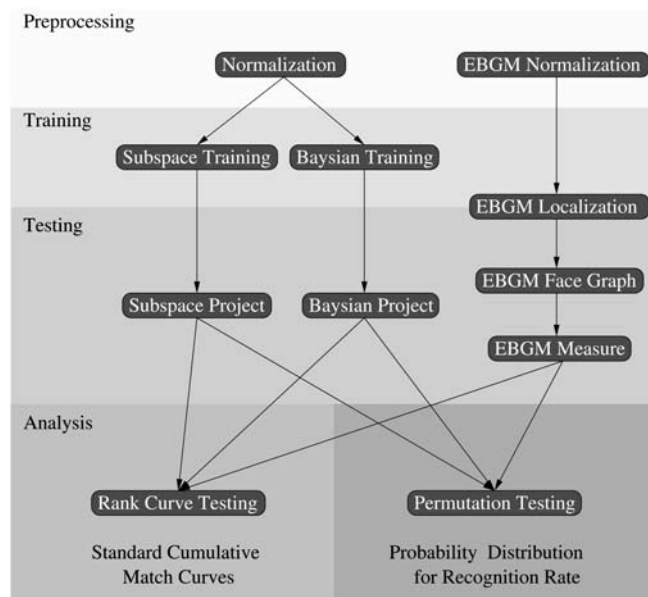 Preprocessing
Normalization
EBGM Normalization
Training
Subspace Training
Baysian Training
EBGM Localization
Testing
EBGM Face Graph
Subspace Project
Baysian Project
EBGM Measure
Analysis
Rank Curve Testing
Permutation Testing
Standard Cumulative
Match Curves
Probability Distribution
for Recognition Rate